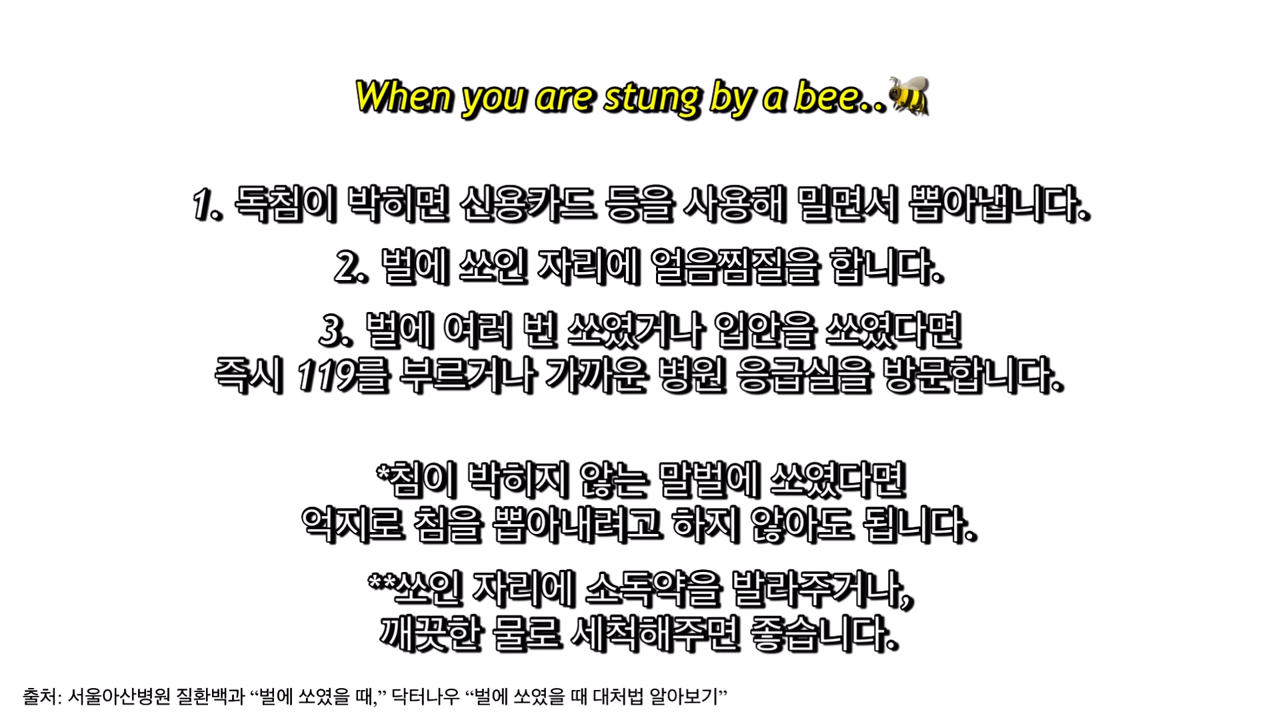 When you are stung by a bee..🐝
1. 독침이 박히면 신용카드 등을 사용해 밀면서 뽑아냅니다.
2. 벌에 쏘인 자리에 얼음찜질을 합니다.
3. 벌에 여러 번 쏘였거나 입안을 쏘였다면
즉시 119를 부르거나 가까운 병원 응급실을 방문합니다.
*침이 박히지 않는 말벌에 쏘였다면
억지로 침을 뽑아내려고 하지 않아도 됩니다.
**쏘인 자리에 소독약을 발라주거나,
깨끗한 물로 세척해주면 좋습니다.
출처: 서울아산병원 질환백과 “벌에 쏘였을 때,” 닥터나우 “벌에 쏘였을 때 대처법 알아보기”